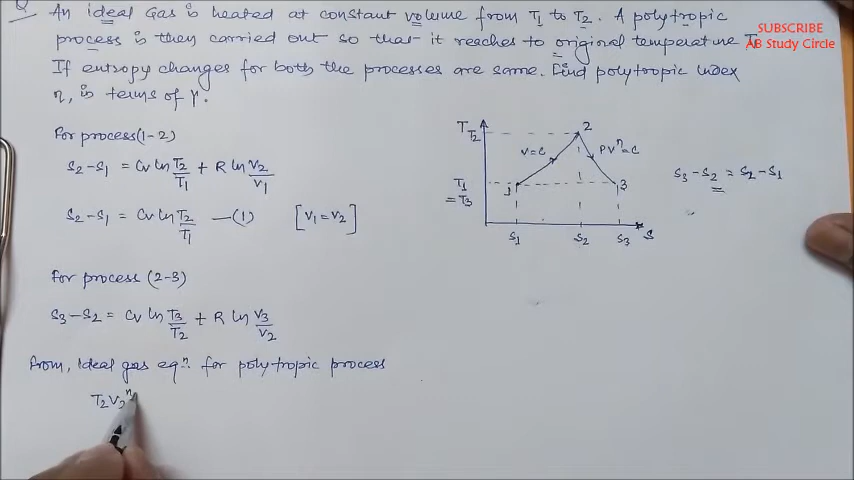 Q An ideal Gas is heated at constant volume from T1 to T2. A polytropic
process is then carried out so that it reaches to original temperature T
If entropy changes for both the processes are same. Find polytropic index
n, in terms of γ.
SUBSCRIBE
AB Study Circle
For process (1-2)
S2-S1 = Cv ln T2/T1 + R ln V2/V1
S2-S1 = Cv ln T2/T1 —(1) [V1=V2]
For process (2-3)
S3-S2 = Cv ln T3/T2 + R ln V3/V2
From, Ideal gas eqn. for polytropic process
T2V2^n
T
T2
T1
=T3
V=C
PV^n=C
1
2
3
S1
S2
S3
S
S3-S2 = S2-S1